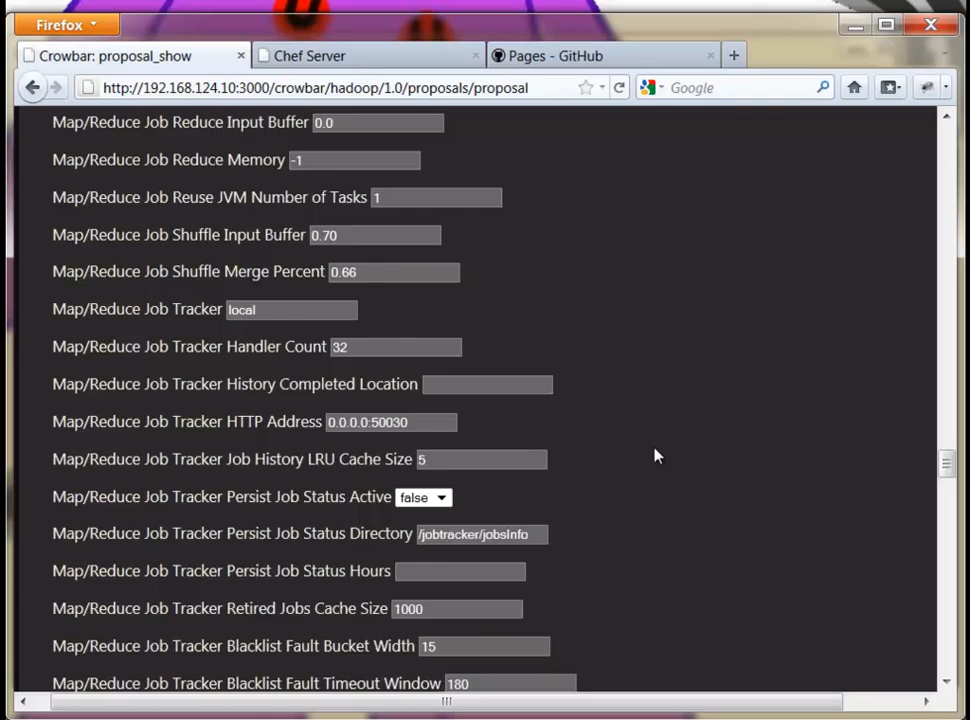 Firefox
Crowbar: proposal_show
Chef Server
Pages - GitHub
http://192.168.124.10:3000/crowbar/hadoop/1.0/proposals/proposal
Google
Map/Reduce Job Reduce Input Buffer 0.0
Map/Reduce Job Reduce Memory -1
Map/Reduce Job Reuse JVM Number of Tasks 1
Map/Reduce Job Shuffle Input Buffer 0.70
Map/Reduce Job Shuffle Merge Percent 0.66
Map/Reduce Job Tracker local
Map/Reduce Job Tracker Handler Count 32
Map/Reduce Job Tracker History Completed Location
Map/Reduce Job Tracker HTTP Address 0.0.0.0:50030
Map/Reduce Job Tracker Job History LRU Cache Size 5
Map/Reduce Job Tracker Persist Job Status Active false
Map/Reduce Job Tracker Persist Job Status Directory /jobtracker/jobsInfo
Map/Reduce Job Tracker Persist Job Status Hours
Map/Reduce Job Tracker Retired Jobs Cache Size 1000
Map/Reduce Job Tracker Blacklist Fault Bucket Width 15
Map/Reduce Job Tracker Blacklist Fault Timeout Window 180